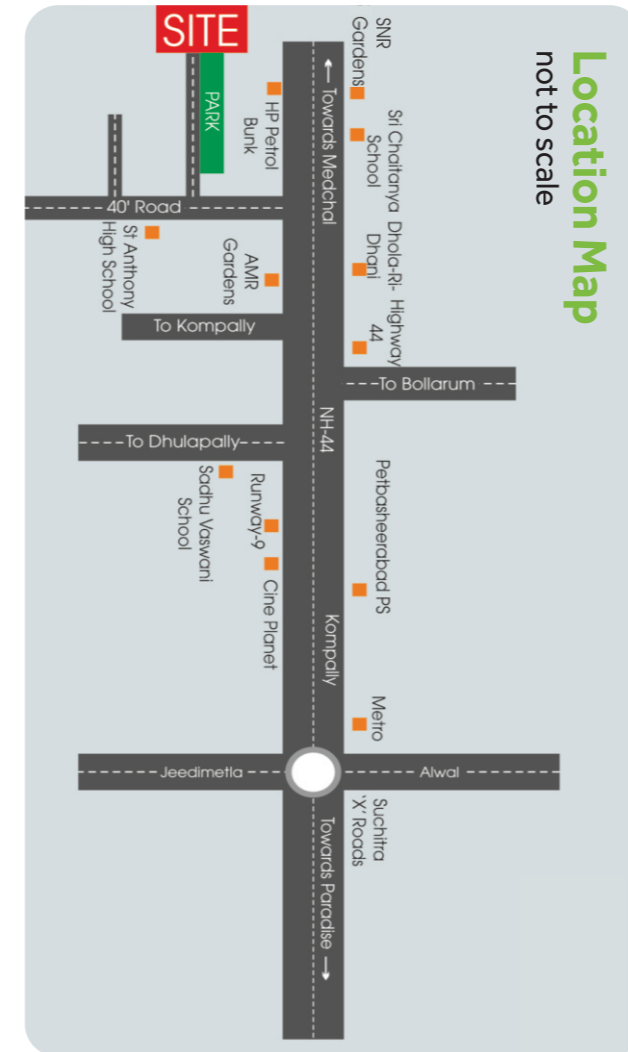 Location Map
not to scale
SITE
PARK
SNR
Gardens
Sri Chaitanya
School
Dhola-Ri-
Dhani
Highway
44
← Towards Medchal
HP Petrol
Bunk
40' Road
St Anthony
High School
AMR
Gardens
To Kompally
To Bollarum
NH-44
To Dhulapally
Sadhu Vaswani
School
Runway-9
Cine Planet
Petbasheerabad PS
Kompally
Metro
Jeedimetla
Alwal
Suchitra
'X' Roads
Towards Paradise →